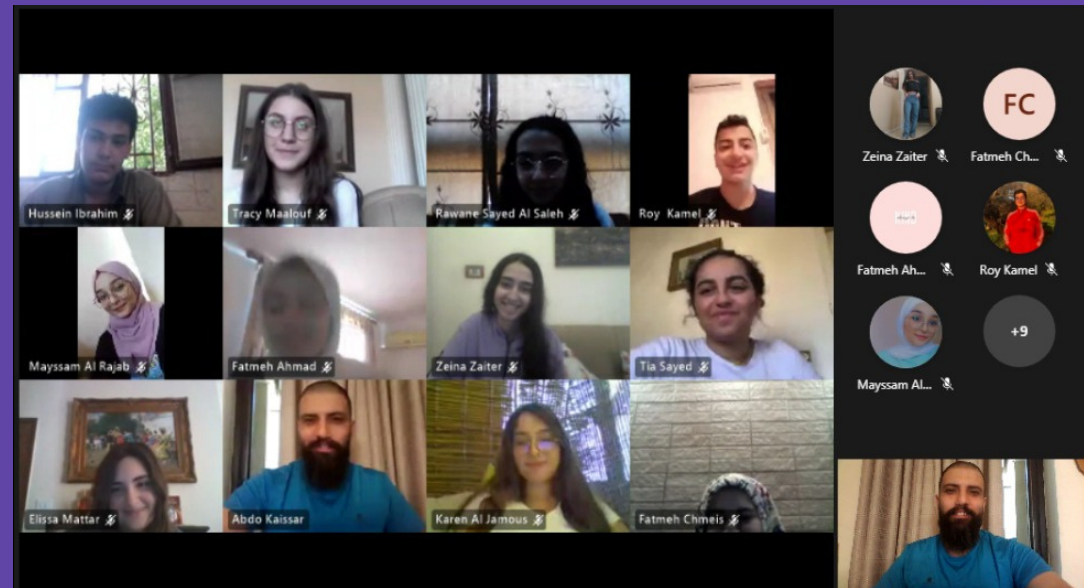 Hussein Ibrahim
Tracy Maalouf
Rawane Sayed Al Saleh
Roy Kamel
Mayssam Al Rajab
Fatmeh Ahmad
Zeina Zaiter
Tia Sayed
Elissa Mattar
Abdo Kaissar
Karen Al Jamous
Fatmeh Chmeis
FC
Zeina Zaiter
Fatmeh Ch...
Fatmeh Ah...
Roy Kamel
+9
Mayssam Al...